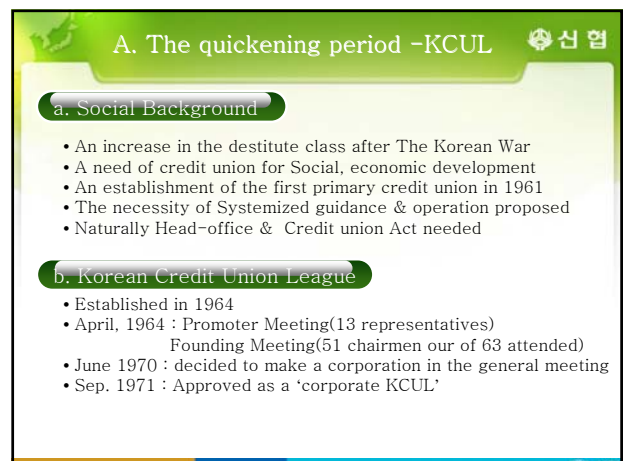 A. The quickening period -KCUL
신협
a. Social Background
• An increase in the destitute class after The Korean War
• A need of credit union for Social, economic development
• An establishment of the first primary credit union in 1961
• The necessity of Systemized guidance & operation proposed
• Naturally Head-office & Credit union Act needed
b. Korean Credit Union League
• Established in 1964
• April, 1964 : Promoter Meeting(13 representatives)
Founding Meeting(51 chairmen our of 63 attended)
• June 1970 : decided to make a corporation in the general meeting
• Sep. 1971 : Approved as a ‘corporate KCUL’